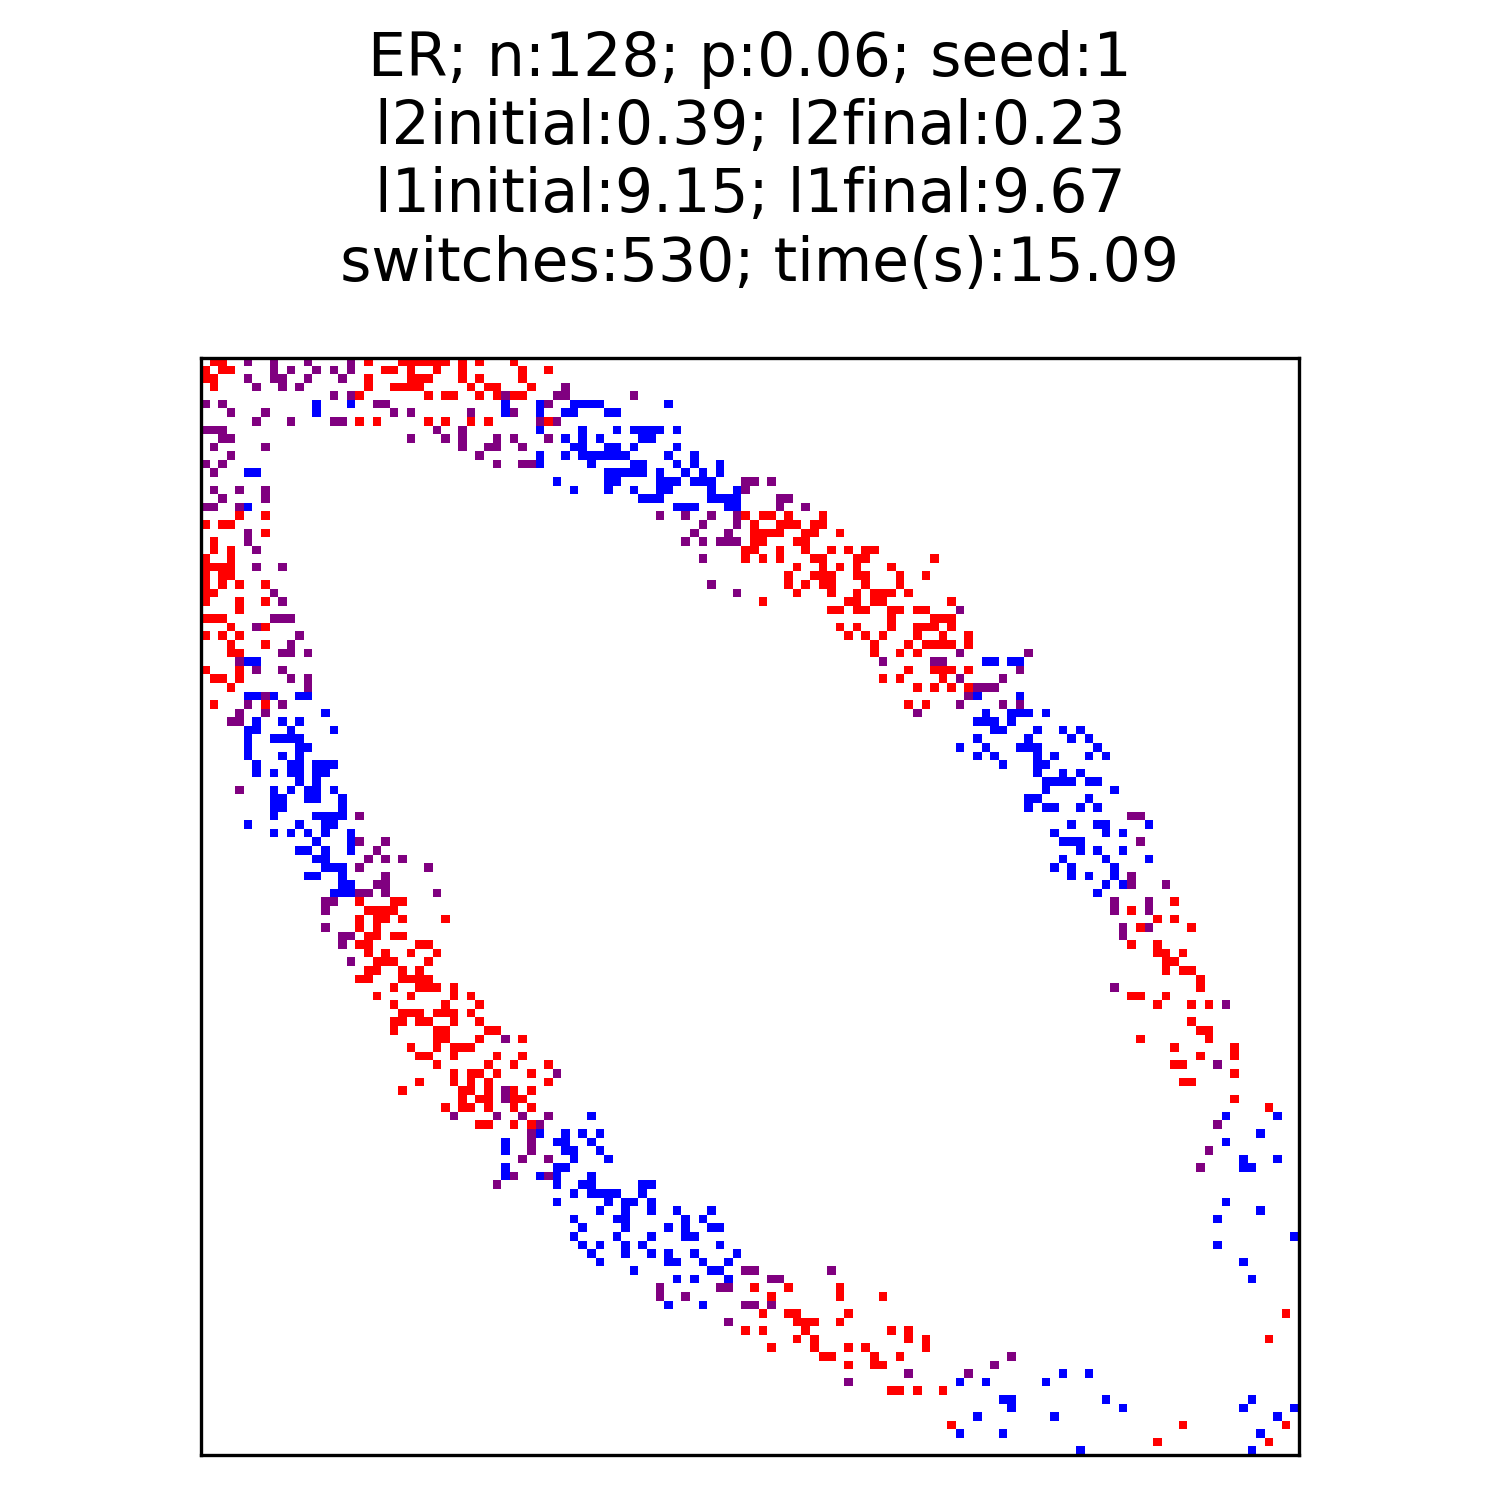 ER; n:128; p:0.06; seed:1
l2initial:0.39; l2final:0.23
l1initial:9.15; l1final:9.67
switches:530; time(s):15.09